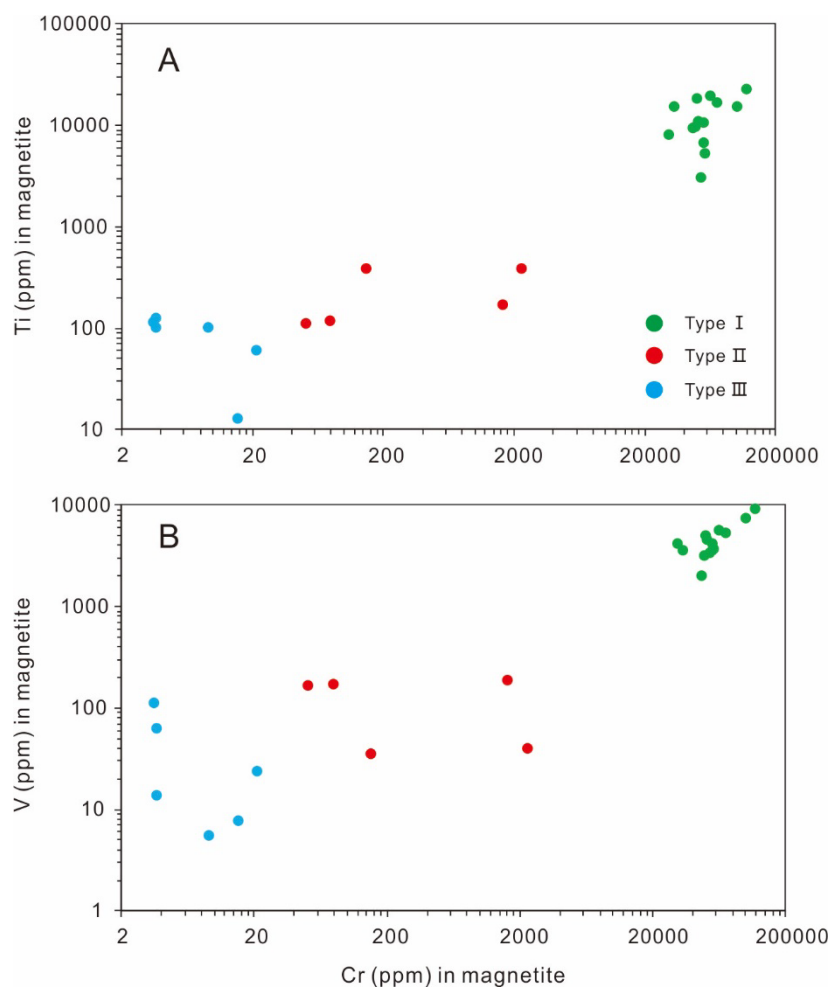 A
100000
10000
1000
100
10
Ti (ppm) in magnetite
Type Ⅰ
Type Ⅱ
Type Ⅲ
2 20 200 2000 20000 200000
B
10000
1000
100
10
1
V (ppm) in magnetite
2 20 200 2000 20000 200000
Cr (ppm) in magnetite